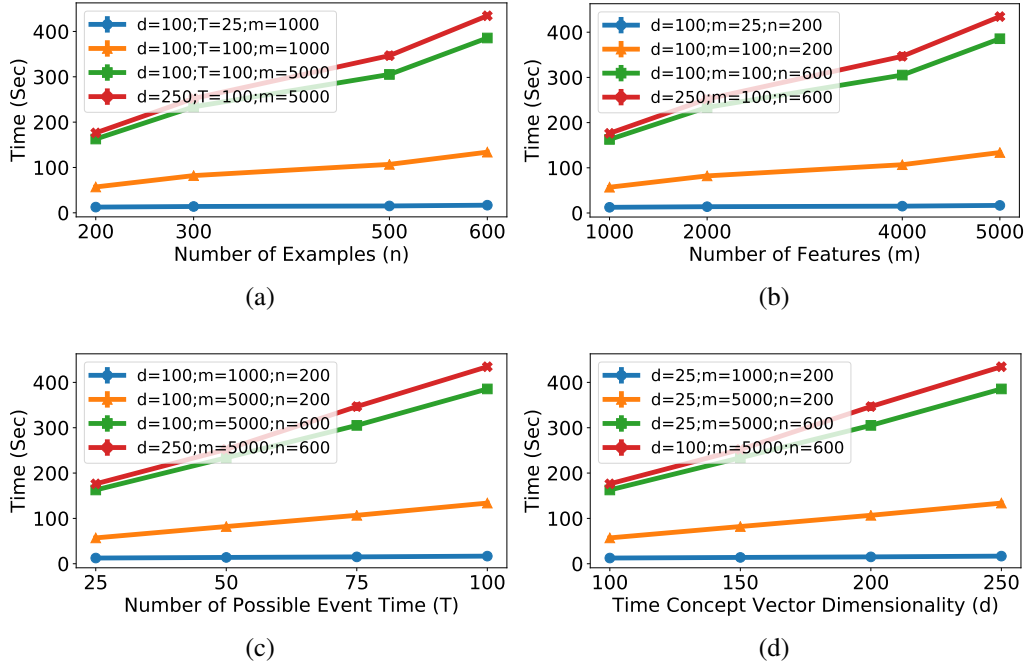 d=100;T=25;m=1000
d=100;T=100;m=1000
d=100;T=100;m=5000
d=250;T=100;m=5000
400
300
200
100
0
Time (Sec)
200 300 500 600
Number of Examples (n)
(a)
d=100;m=25;n=200
d=100;m=100;n=200
d=100;m=100;n=600
d=250;m=100;n=600
400
300
200
100
0
Time (Sec)
1000 2000 4000 5000
Number of Features (m)
(b)
d=100;m=1000;n=200
d=100;m=5000;n=200
d=100;m=5000;n=600
d=250;m=5000;n=600
400
300
200
100
0
Time (Sec)
25 50 75 100
Number of Possible Event Time (T)
(c)
d=25;m=1000;n=200
d=25;m=5000;n=200
d=25;m=5000;n=600
d=100;m=5000;n=600
400
300
200
100
0
Time (Sec)
100 150 200 250
Time Concept Vector Dimensionality (d)
(d)